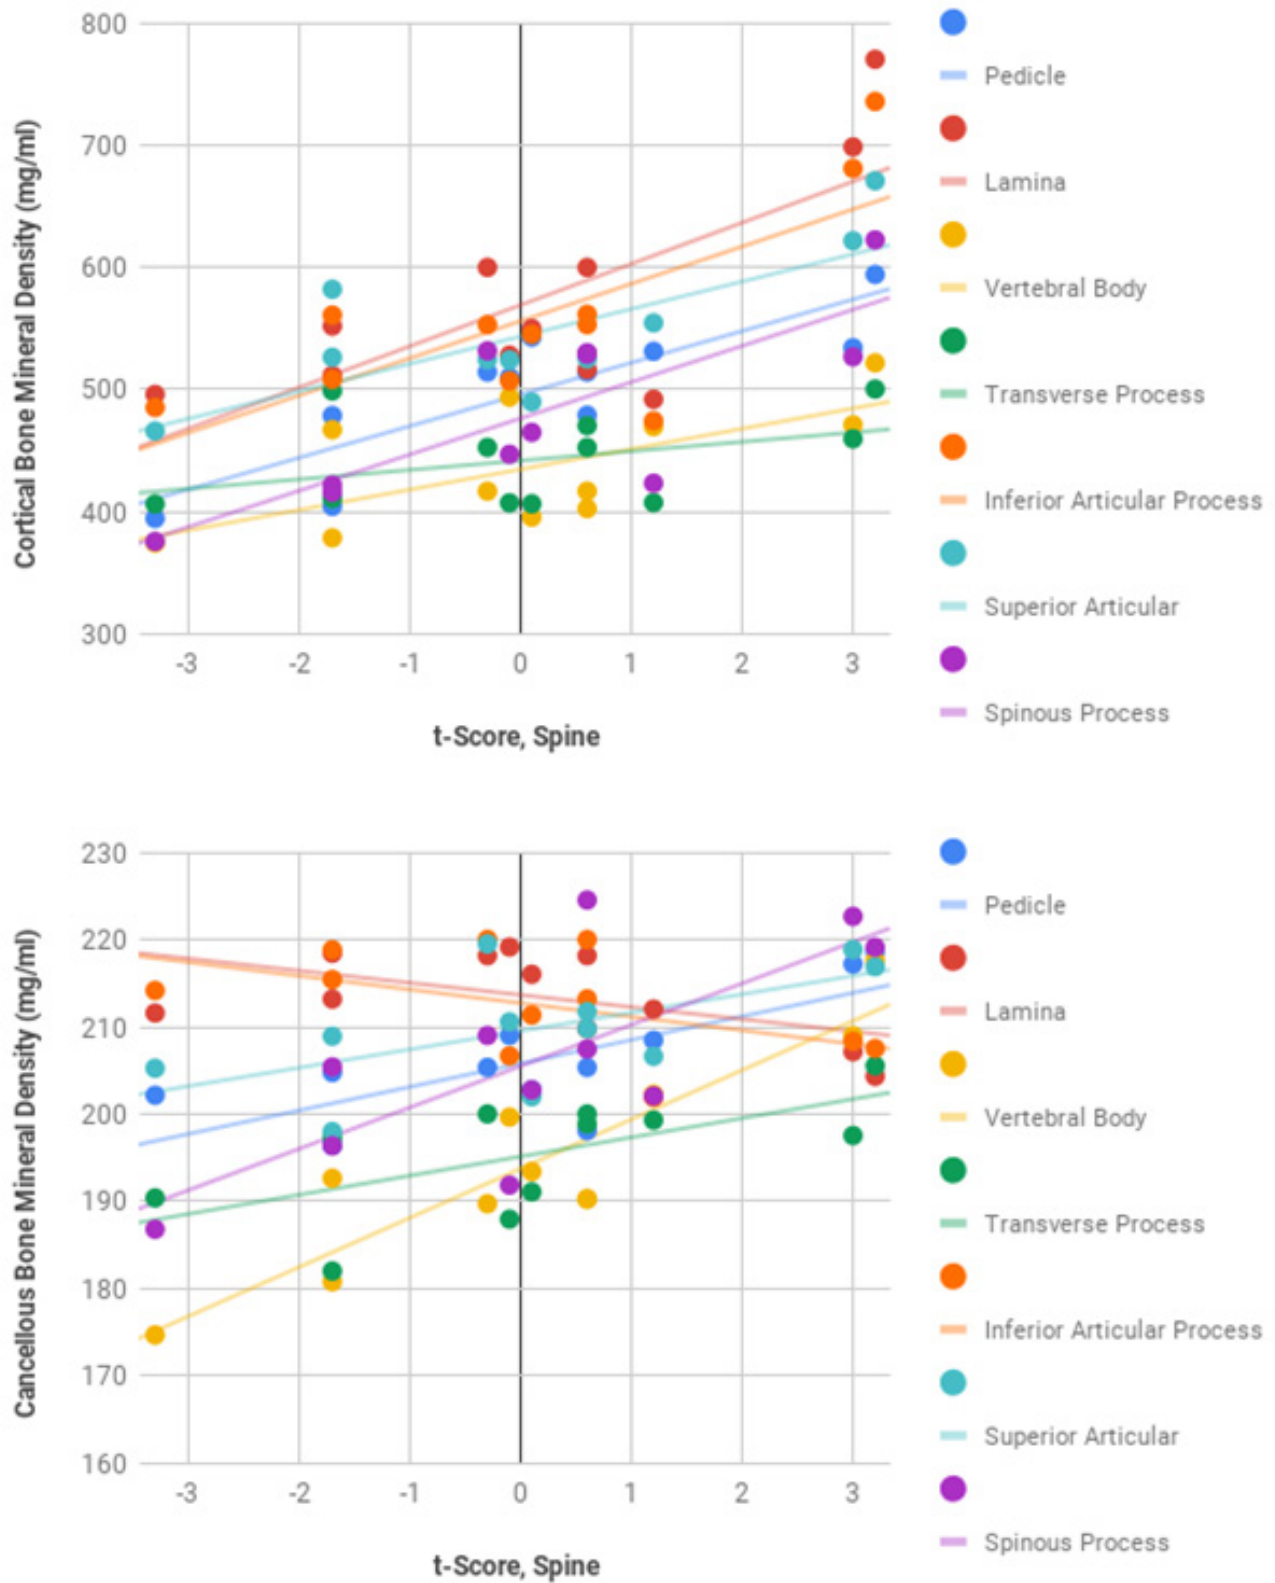 Cortical Bone Mineral Density (mg/ml)
800
700
600
500
400
300
-3 -2 -1 0 1 2 3
t-Score, Spine
Pedicle
Lamina
Vertebral Body
Transverse Process
Inferior Articular Process
Superior Articular
Spinous Process
Cancellous Bone Mineral Density (mg/ml)
230
220
210
200
190
180
170
160
-3 -2 -1 0 1 2 3
t-Score, Spine
Pedicle
Lamina
Vertebral Body
Transverse Process
Inferior Articular Process
Superior Articular
Spinous Process